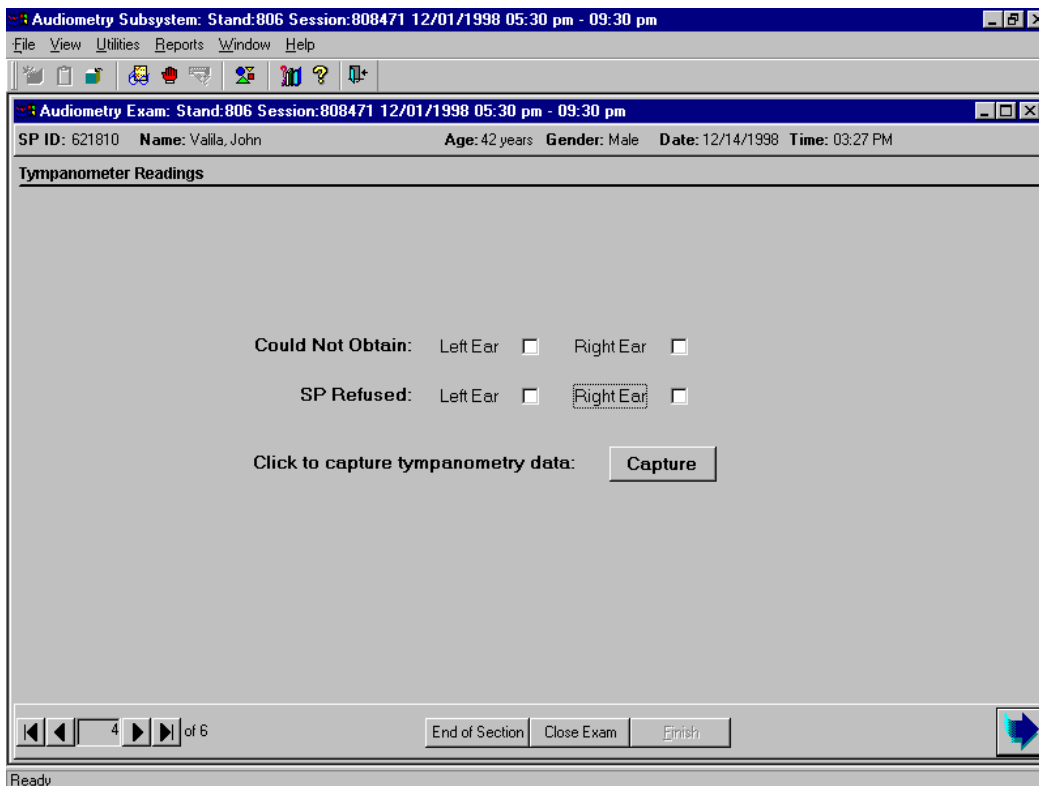 Audiometry Subsystem: Stand:806 Session:808471 12/01/1998 05:30 pm - 09:30 pm
File View Utilities Reports Window Help
Audiometry Exam: Stand:806 Session:808471 12/01/1998 05:30 pm - 09:30 pm
SP ID: 621810 Name: Valila, John Age: 42 years Gender: Male Date: 12/14/1998 Time: 03:27 PM
Tympanometer Readings
Could Not Obtain: Left Ear Right Ear
SP Refused: Left Ear Right Ear
Click to capture tympanometry data: Capture
4 of 6 End of Section Close Exam Finish
Ready